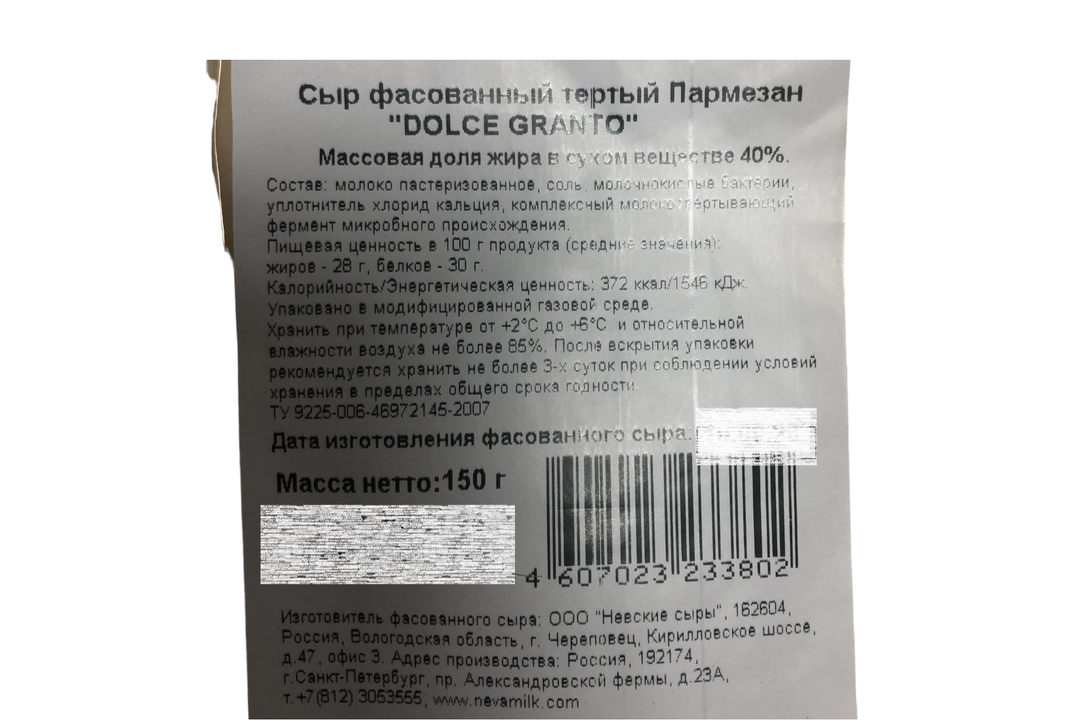 Сыр фасованный тертый Пармезан
"DOLCE GRANTO"
Массовая доля жира в сухом веществе 40%.
Состав: молоко пастеризованное, соль, молочнокислые бактерии,
уплотнитель хлорид кальция, комплексный молокосвертывающий
фермент микробного происхождения.
Пищевая ценность в 100 г продукта (средние значения):
жиров - 28 г, белков - 30 г.
Калорийность/Энергетическая ценность: 372 ккал/1546 кДж.
Упаковано в модифицированной газовой среде.
Хранить при температуре от +2°С до +6°С и относительной
влажности воздуха не более 85%. После вскрытия упаковки
рекомендуется хранить не более 3-х суток при соблюдении условий
хранения в пределах общего срока годности.
ТУ 9225-006-46972145-2007
Дата изготовления фасованного сыра:
Масса нетто:150 г
4 607023 233802
Изготовитель фасованного сыра: ООО "Невские сыры", 162604,
Россия, Вологодская область, г. Череповец, Кирилловское шоссе,
д.47, офис 3. Адрес производства: Россия, 192174,
г.Санкт-Петербург, пр. Александровской фермы, д.23А,
т.+7(812) 3053555, www.nevamilk.com